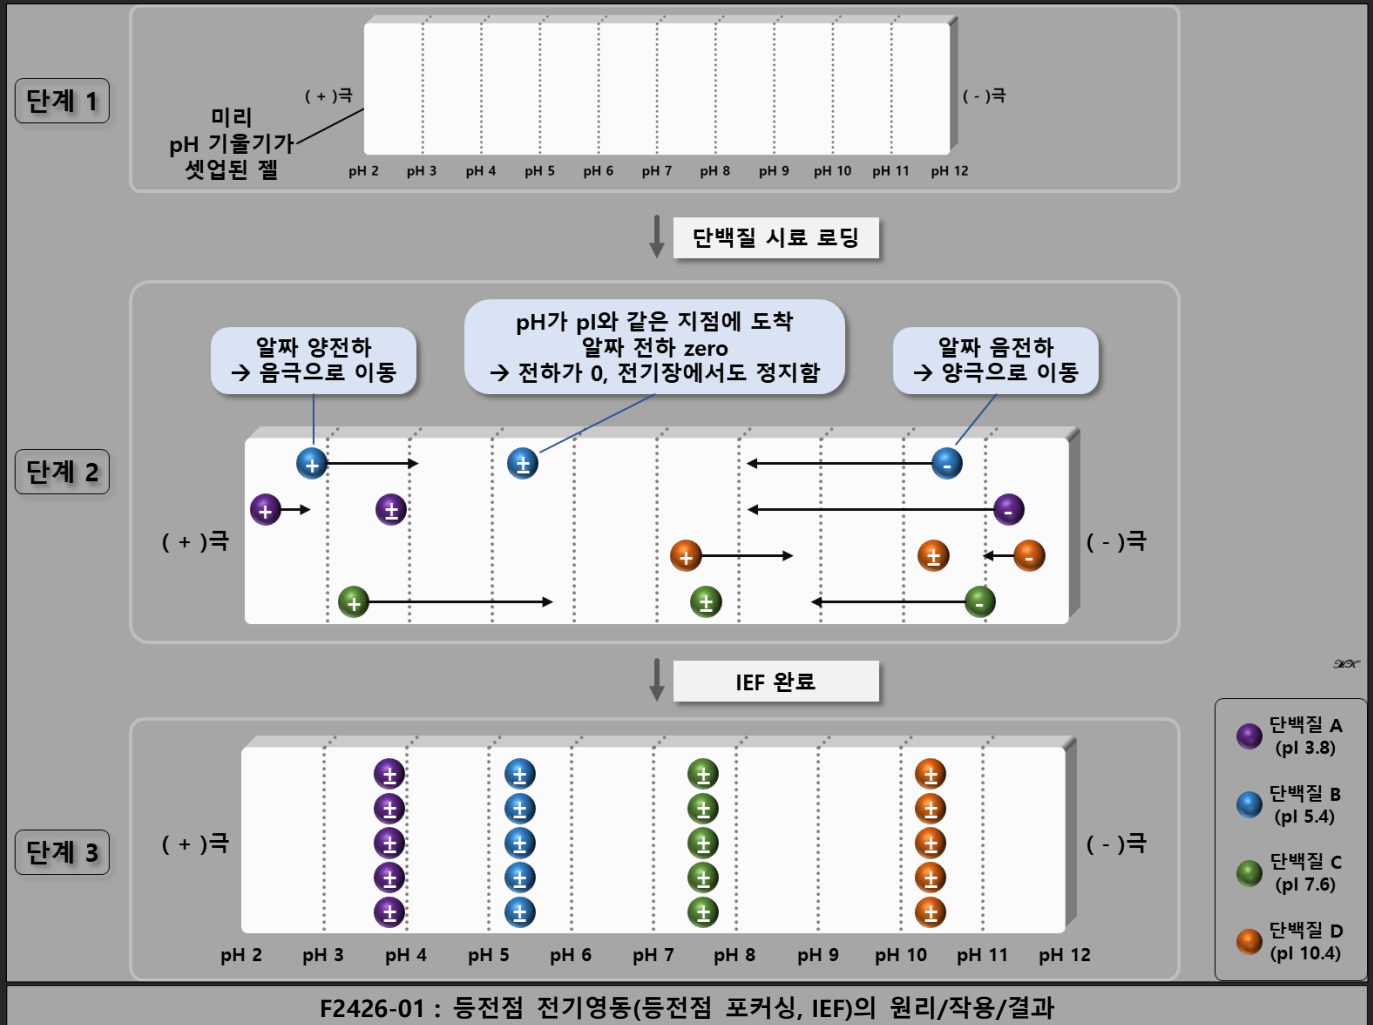 단계 1
( + )극
( - )극
미리
pH 기울기가
셋업된 젤
pH 2 pH 3 pH 4 pH 5 pH 6 pH 7 pH 8 pH 9 pH 10 pH 11 pH 12
단백질 시료 로딩
단계 2
알짜 양전하
→ 음극으로 이동
pH가 pI와 같은 지점에 도착
알짜 전하 zero
→ 전하가 0, 전기장에서도 정지함
알짜 음전하
→ 양극으로 이동
+ ± -
+ ± -
( + )극
( - )극
+ ± -
+ ± -
IEF 완료
단계 3
( + )극
( - )극
± ± ± ±
± ± ± ±
± ± ± ±
± ± ± ±
± ± ± ±
pH 2 pH 3 pH 4 pH 5 pH 6 pH 7 pH 8 pH 9 pH 10 pH 11 pH 12
단백질 A
(pI 3.8)
단백질 B
(pI 5.4)
단백질 C
(pI 7.6)
단백질 D
(pI 10.4)
F2426-01 : 등전점 전기영동(등전점 포커싱, IEF)의 원리/작용/결과